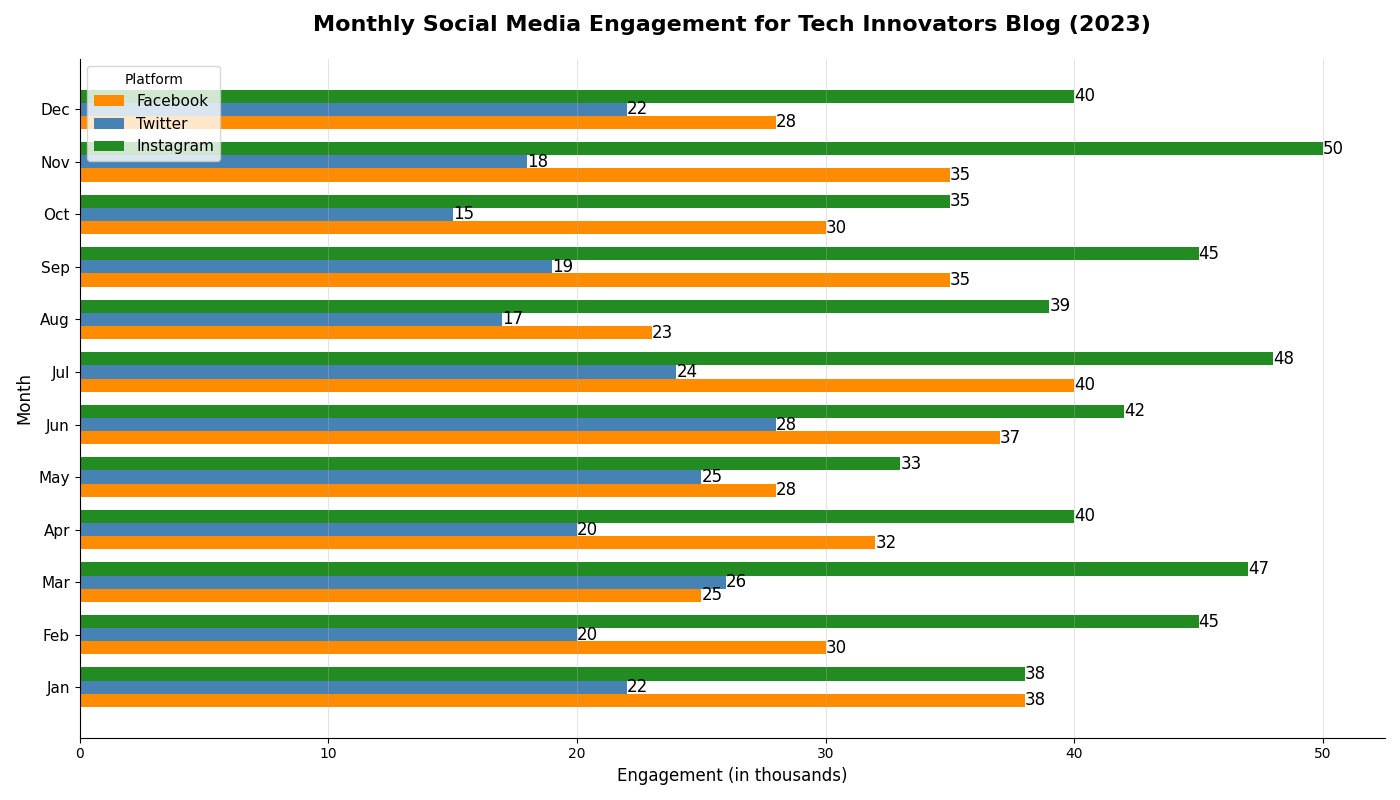 Monthly Social Media Engagement for Tech Innovators Blog (2023)
Platform
Facebook
Twitter
Instagram
Month
Dec
40
22
28
Nov
50
18
35
Oct
35
15
30
Sep
45
19
35
Aug
39
17
23
Jul
48
24
40
Jun
42
28
37
May
33
25
28
Apr
40
20
32
Mar
47
26
25
Feb
45
20
30
Jan
38
22
38
0 10 20 30 40 50
Engagement (in thousands)